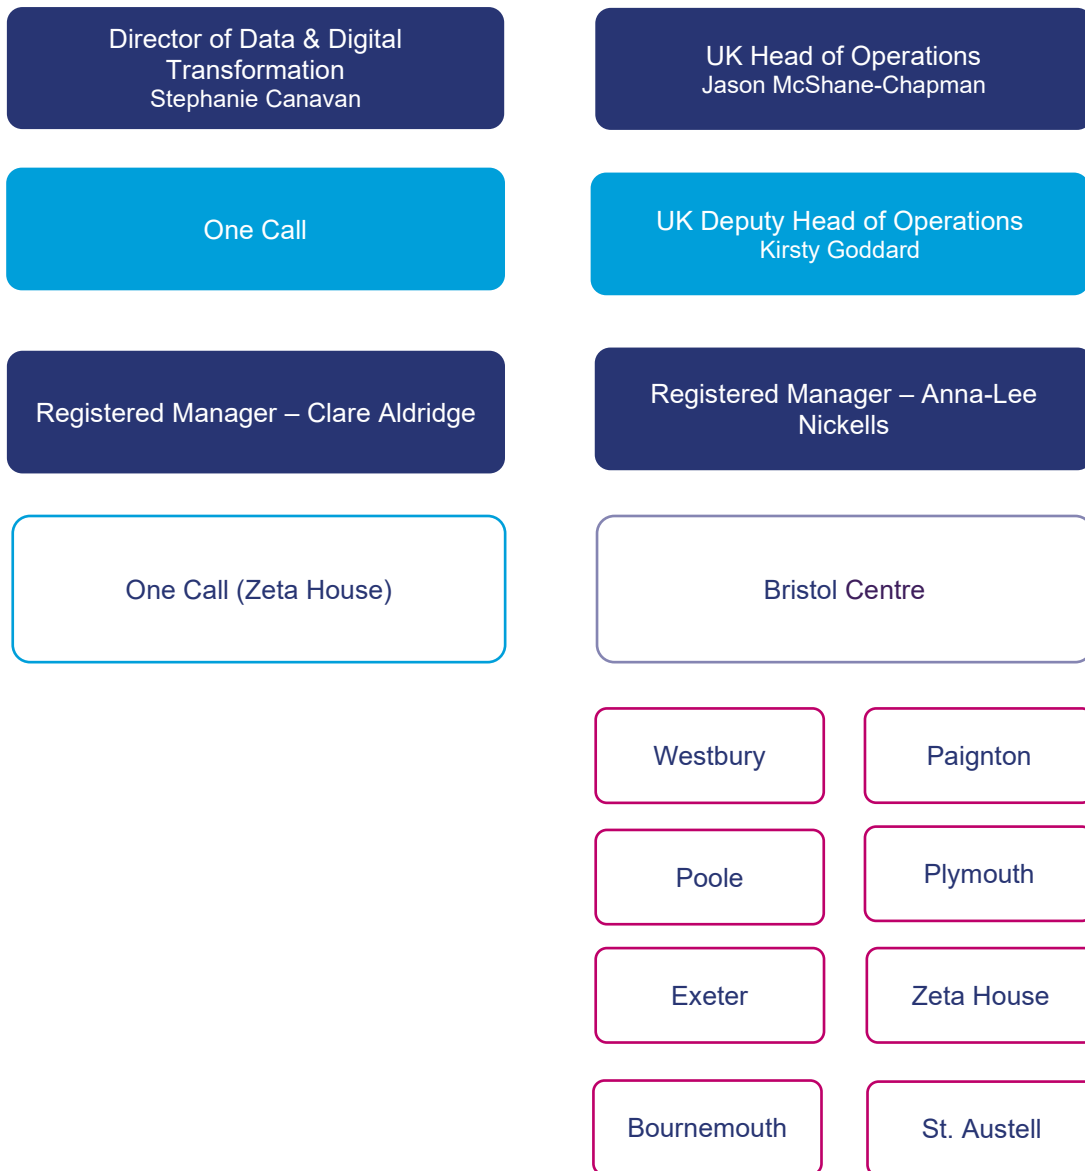 Director of Data & Digital
Transformation
Stephanie Canavan
UK Head of Operations
Jason McShane-Chapman
One Call
UK Deputy Head of Operations
Kirsty Goddard
Registered Manager – Clare Aldridge
Registered Manager – Anna-Lee
Nickells
One Call (Zeta House)
Bristol Centre
Westbury
Paignton
Poole
Plymouth
Exeter
Zeta House
Bournemouth
St. Austell